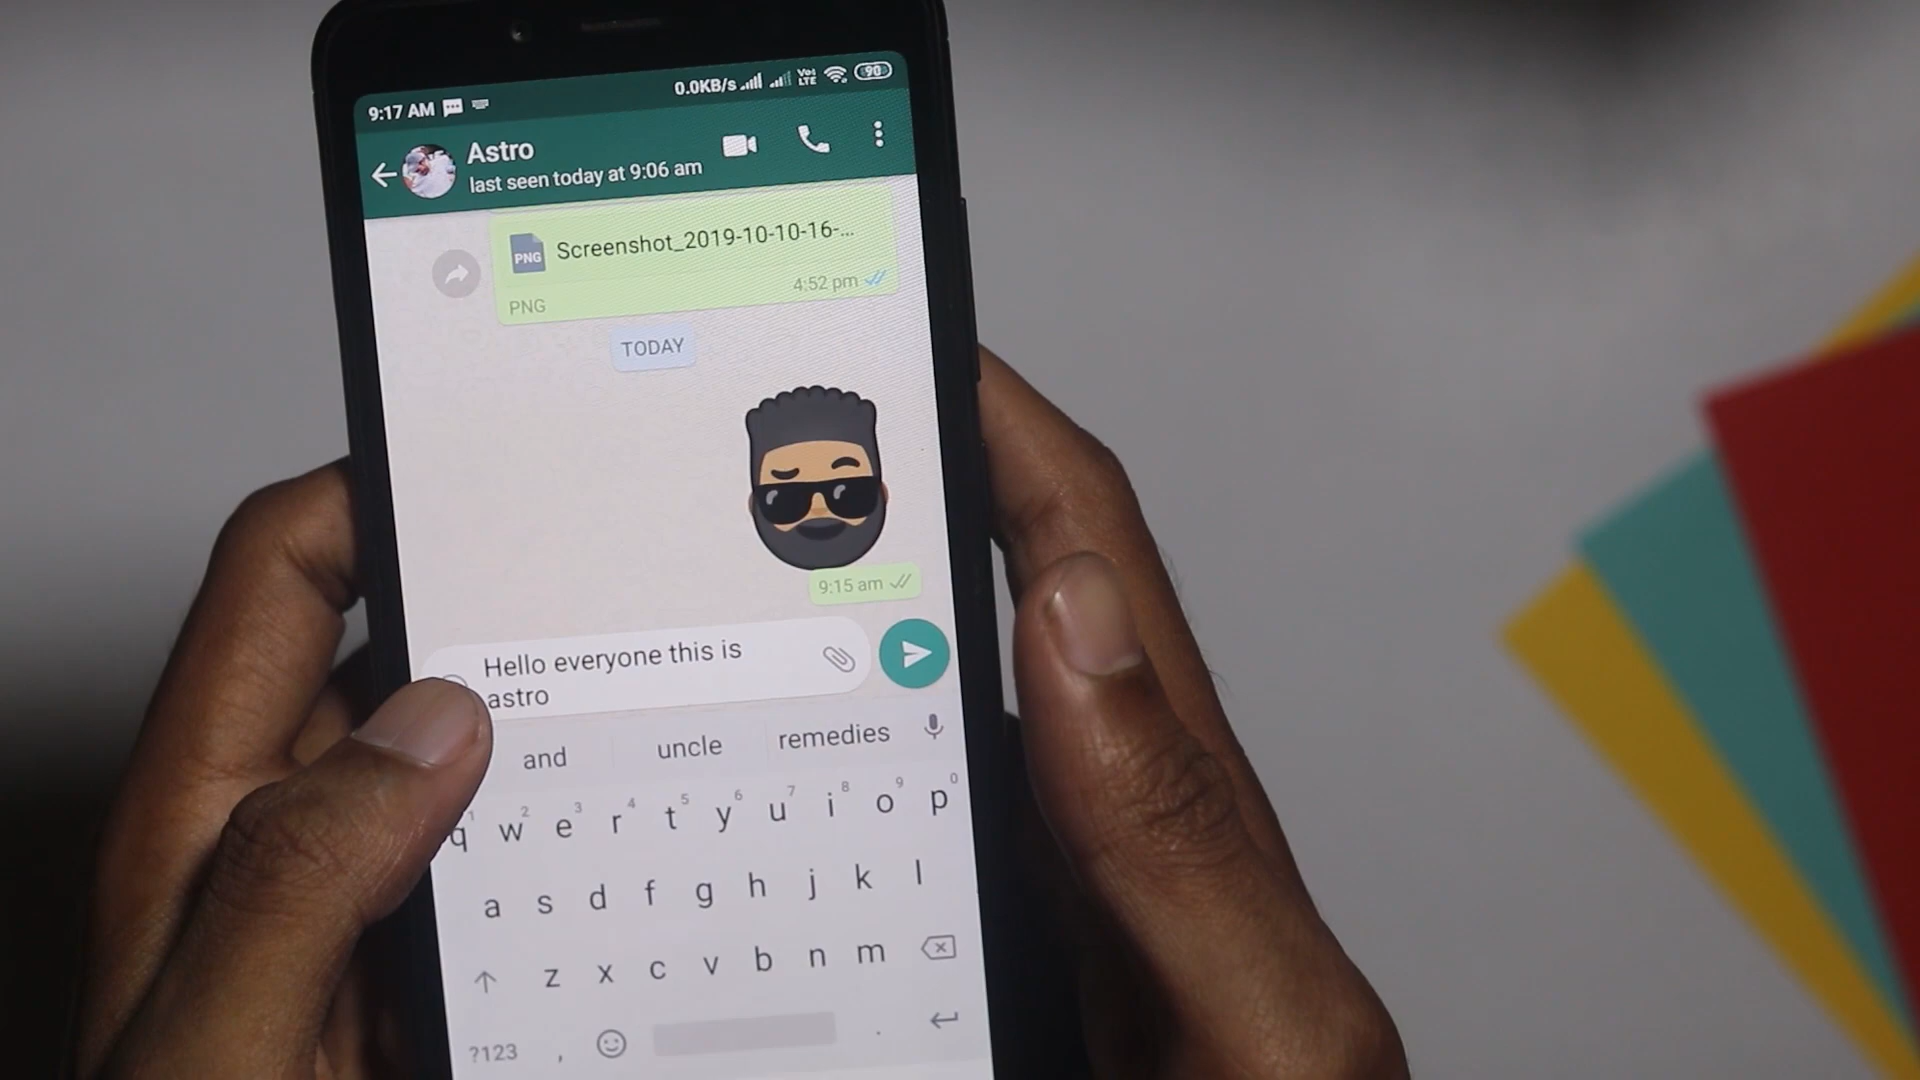 9:17 AM
0.0KB/s
Vo
LTE
90
Astro
last seen today at 9:06 am
PNG
Screenshot_2019-10-10-16-...
PNG
4:52 pm
TODAY
9:15 am
Hello everyone this is
astro
and uncle remedies
1 2 3 4 5 6 7 8 9 0
q w e r t y u i o p
a s d f g h j k l
z x c v b n m
?123 , .